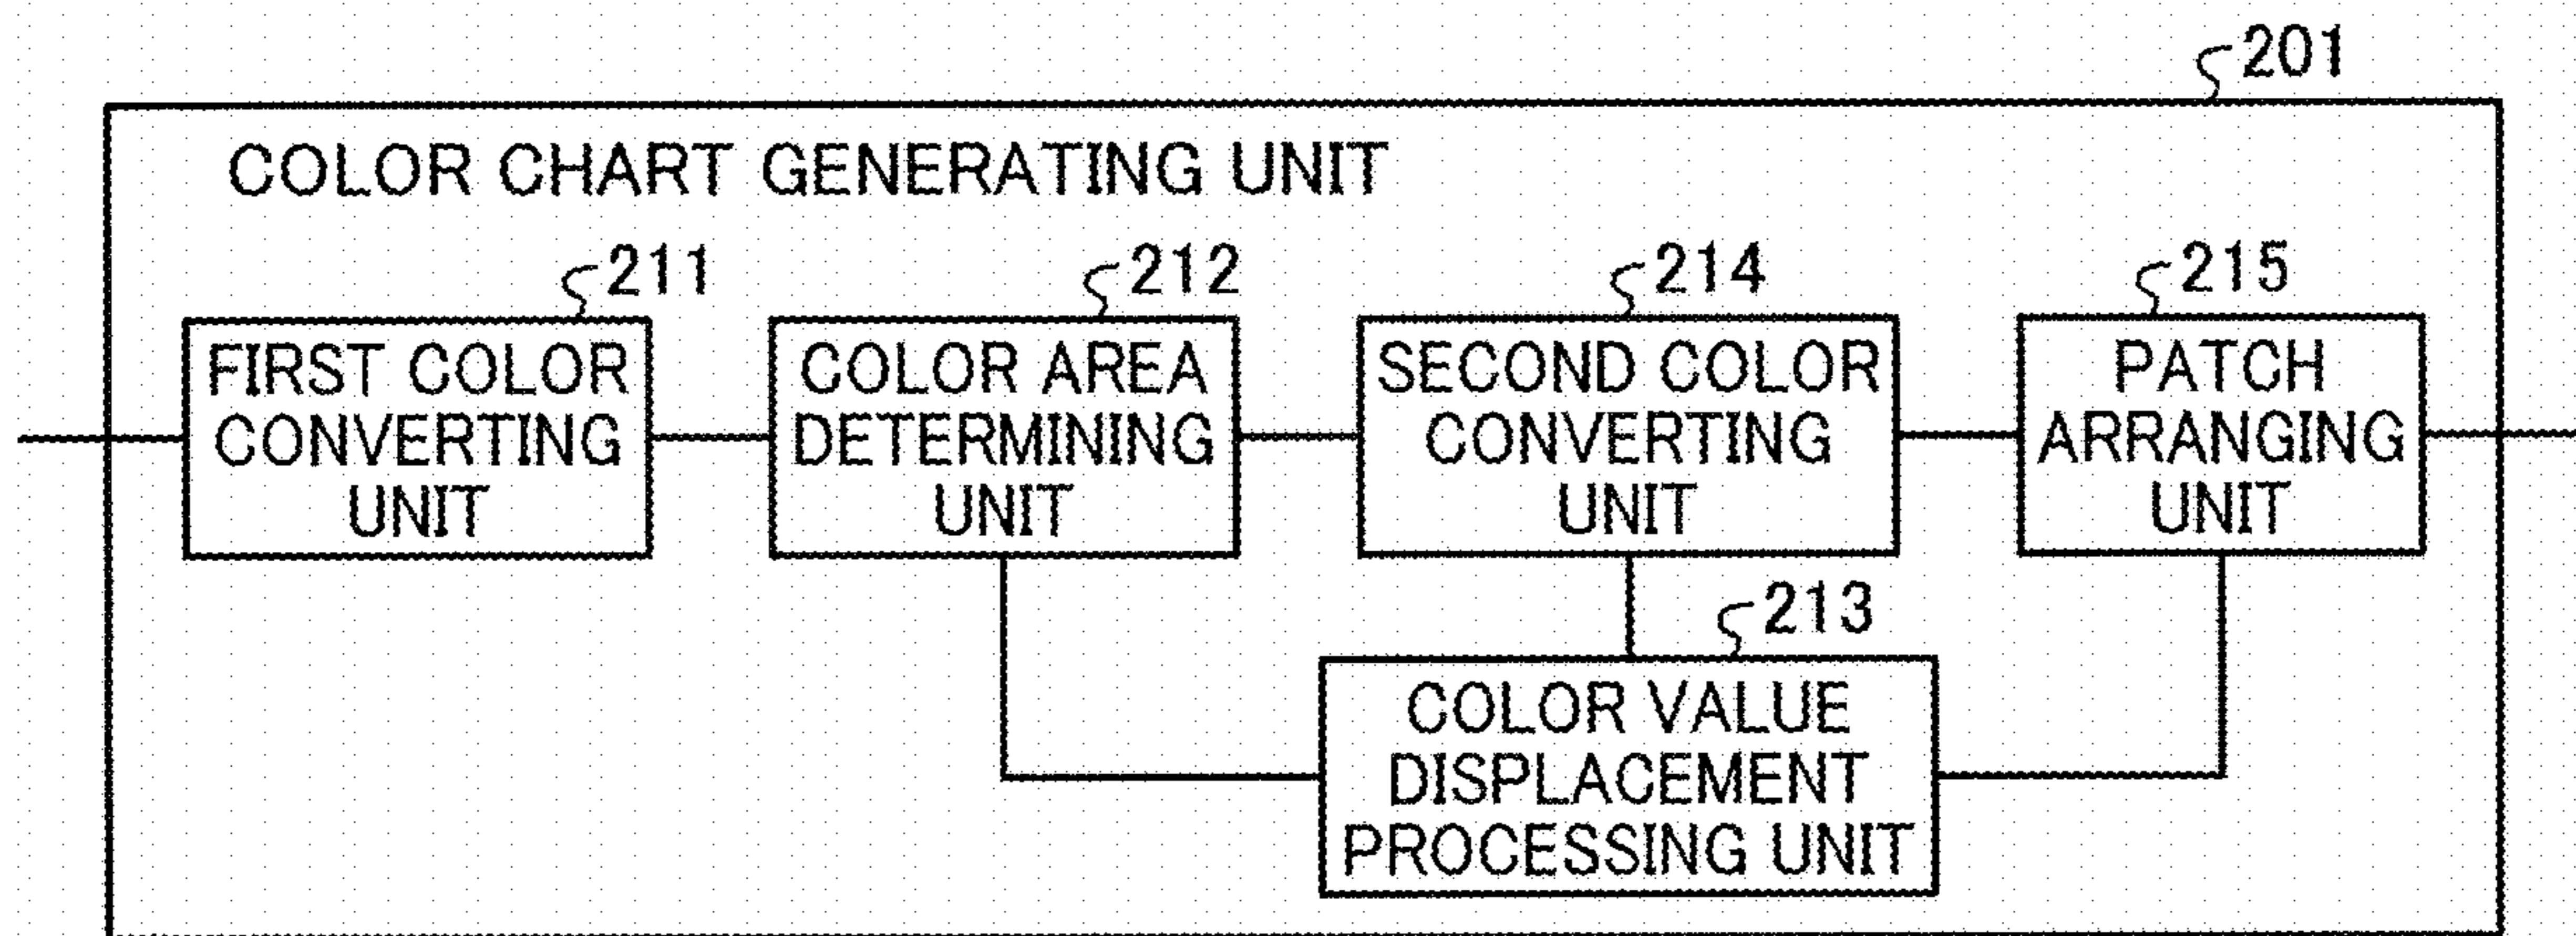 201
COLOR CHART GENERATING UNIT
211
FIRST COLOR
CONVERTING
UNIT
212
COLOR AREA
DETERMINING
UNIT
214
SECOND COLOR
CONVERTING
UNIT
215
PATCH
ARRANGING
UNIT
213
COLOR VALUE
DISPLACEMENT
PROCESSING UNIT